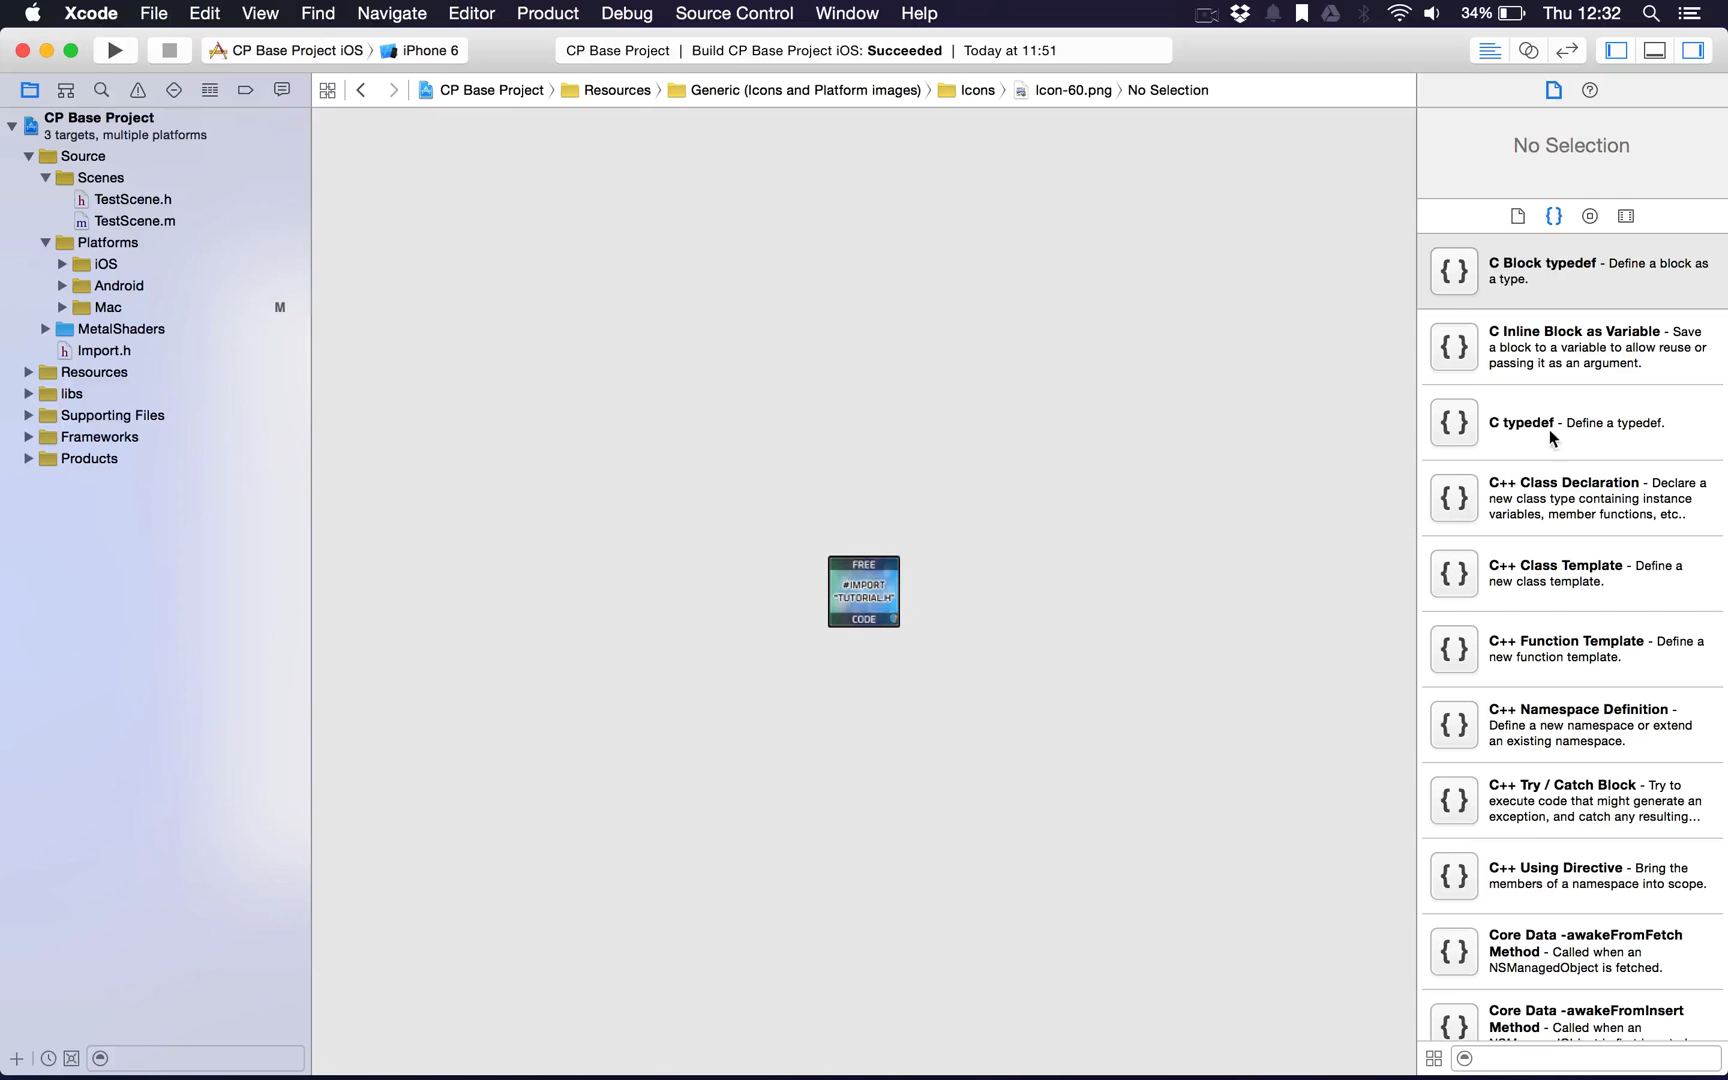 Xcode File Edit View Find Navigate Editor Product Debug Source Control Window Help 34% Thu 12:32
CP Base Project iOS iPhone 6 CP Base Project | Build CP Base Project iOS: Succeeded | Today at 11:51
CP Base Project Resources Generic (Icons and Platform images) Icons Icon-60.png No Selection
CP Base Project
3 targets, multiple platforms
Source
Scenes
h TestScene.h
m TestScene.m
Platforms
iOS
Android
Mac M
MetalShaders
h Import.h
Resources
libs
Supporting Files
Frameworks
Products
FREE
#IMPORT
"TUTORIAL.H"
CODE
No Selection
{ } C Block typedef - Define a block as
a type.
{ } C Inline Block as Variable - Save
a block to a variable to allow reuse or
passing it as an argument.
{ } C typedef - Define a typedef.
{ } C++ Class Declaration - Declare a
new class type containing instance
variables, member functions, etc..
{ } C++ Class Template - Define a
new class template.
{ } C++ Function Template - Define a
new function template.
{ } C++ Namespace Definition -
Define a new namespace or extend
an existing namespace.
{ } C++ Try / Catch Block - Try to
execute code that might generate an
exception, and catch any resulting...
{ } C++ Using Directive - Bring the
members of a namespace into scope.
{ } Core Data -awakeFromFetch
Method - Called when an
NSManagedObject is fetched.
{ } Core Data -awakeFromInsert
Method - Called when an